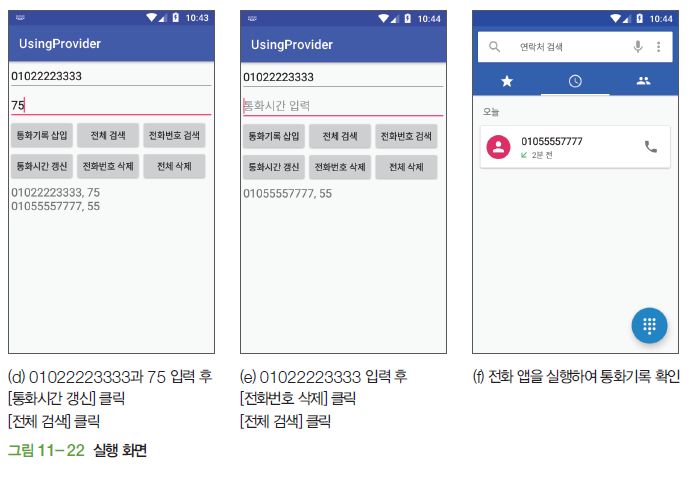 10:43
UsingProvider
01022223333
75
통화기록 삽입 전체 검색 전화번호 검색
통화시간 갱신 전화번호 삭제 전체 삭제
01022223333, 75
01055557777, 55
(d) 01022223333과 75 입력 후
[통화시간 갱신] 클릭
[전체 검색] 클릭
10:44
UsingProvider
01022223333
통화시간 입력
통화기록 삽입 전체 검색 전화번호 검색
통화시간 갱신 전화번호 삭제 전체 삭제
01055557777, 55
(e) 01022223333 입력 후
[전화번호 삭제] 클릭
[전체 검색] 클릭
10:44
연락처 검색
오늘
01055557777
2분 전
(f) 전화 앱을 실행하여 통화기록 확인
그림 11-22 실행 화면